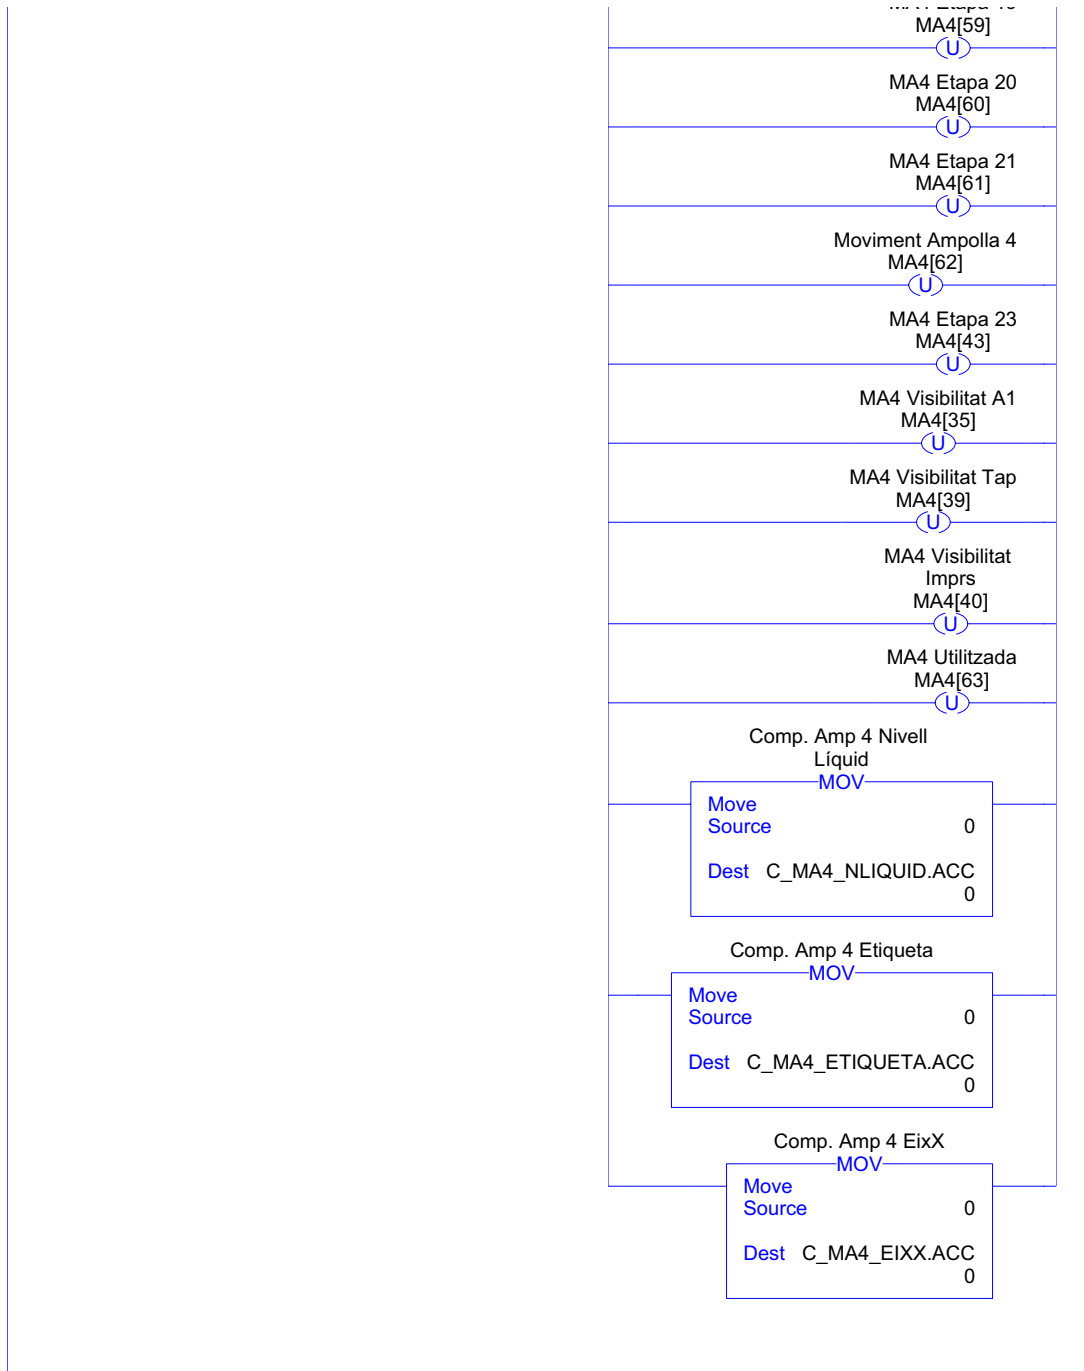 MA4[59]
U
MA4 Etapa 20
MA4[60]
U
MA4 Etapa 21
MA4[61]
U
Moviment Ampolla 4
MA4[62]
U
MA4 Etapa 23
MA4[43]
U
MA4 Visibilitat A1
MA4[35]
U
MA4 Visibilitat Tap
MA4[39]
U
MA4 Visibilitat
Imprs
MA4[40]
U
MA4 Utilitzada
MA4[63]
U
Comp. Amp 4 Nivell
Líquid
MOV
Move
Source 0
Dest C_MA4_NLIQUID.ACC
0
Comp. Amp 4 Etiqueta
MOV
Move
Source 0
Dest C_MA4_ETIQUETA.ACC
0
Comp. Amp 4 EixX
MOV
Move
Source 0
Dest C_MA4_EIXX.ACC
0